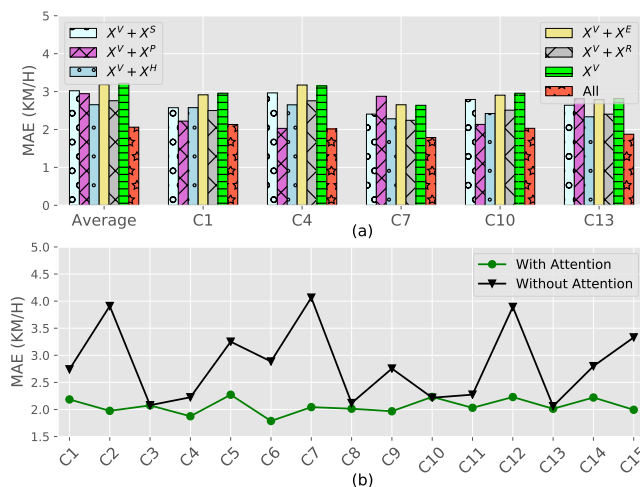 5
4
3
2
1
0
MAE (KM/H)
X^V + X^S
X^V + X^P
X^V + X^H
X^V + X^E
X^V + X^R
X^V
All
Average C1 C4 C7 C10 C13
(a)
5.0
4.5
4.0
3.5
3.0
2.5
2.0
1.5
MAE (KM/H)
With Attention
Without Attention
C1 C2 C3 C4 C5 C6 C7 C8 C9 C10 C11 C12 C13 C14 C15
(b)